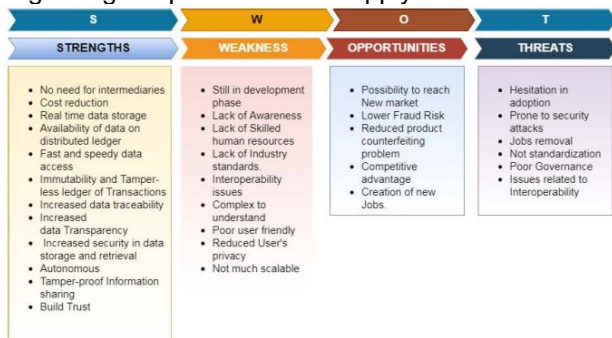 S
W
O
T
STRENGTHS
WEAKNESS
OPPORTUNITIES
THREATS
• No need for intermediaries
• Cost reduction
• Real time data storage
• Availability of data on
distributed ledger
• Fast and speedy data
access
• Immutability and Tamper-
less ledger of Transactions
• Increased data traceability
• Increased
data Transparency
• Increased security in data
storage and retrieval
• Autonomous
• Tamper-proof Information
sharing
• Build Trust
• Still in development
phase
• Lack of Awareness
• Lack of Skilled
human resources
• Lack of Industry
standards.
• Interoperability
issues
• Complex to
understand
• Poor user friendly
• Reduced User's
privacy
• Not much scalable
• Possibility to reach
New market
• Lower Fraud Risk
• Reduced product
counterfeiting
problem
• Competitive
advantage
• Creation of new
Jobs.
• Hesitation in
adoption
• Prone to security
attacks
• Jobs removal
• Not standardization
• Poor Governance
• Issues related to
Interoperability